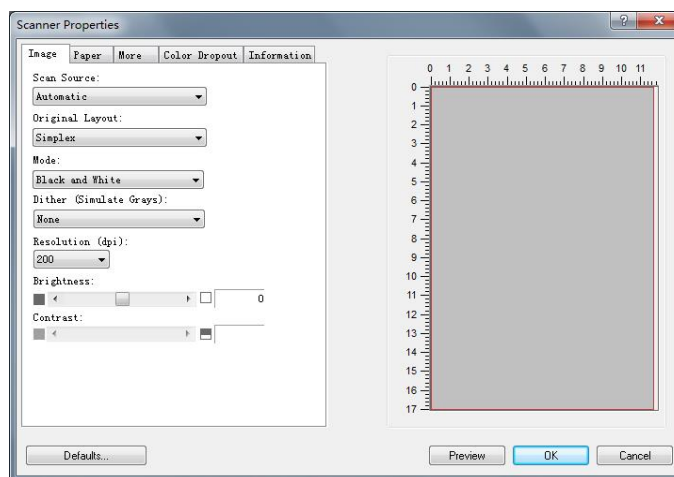 Scanner Properties
Image Paper More Color Dropout Information
Scan Source:
Automatic
Original Layout:
Simplex
Mode:
Black and White
Dither (Simulate Grays):
None
Resolution (dpi):
200
Brightness:
0
Contrast:
0 1 2 3 4 5 6 7 8 9 10 11
0
1
2
3
4
5
6
7
8
9
10
11
12
13
14
15
16
17
Defaults... Preview OK Cancel